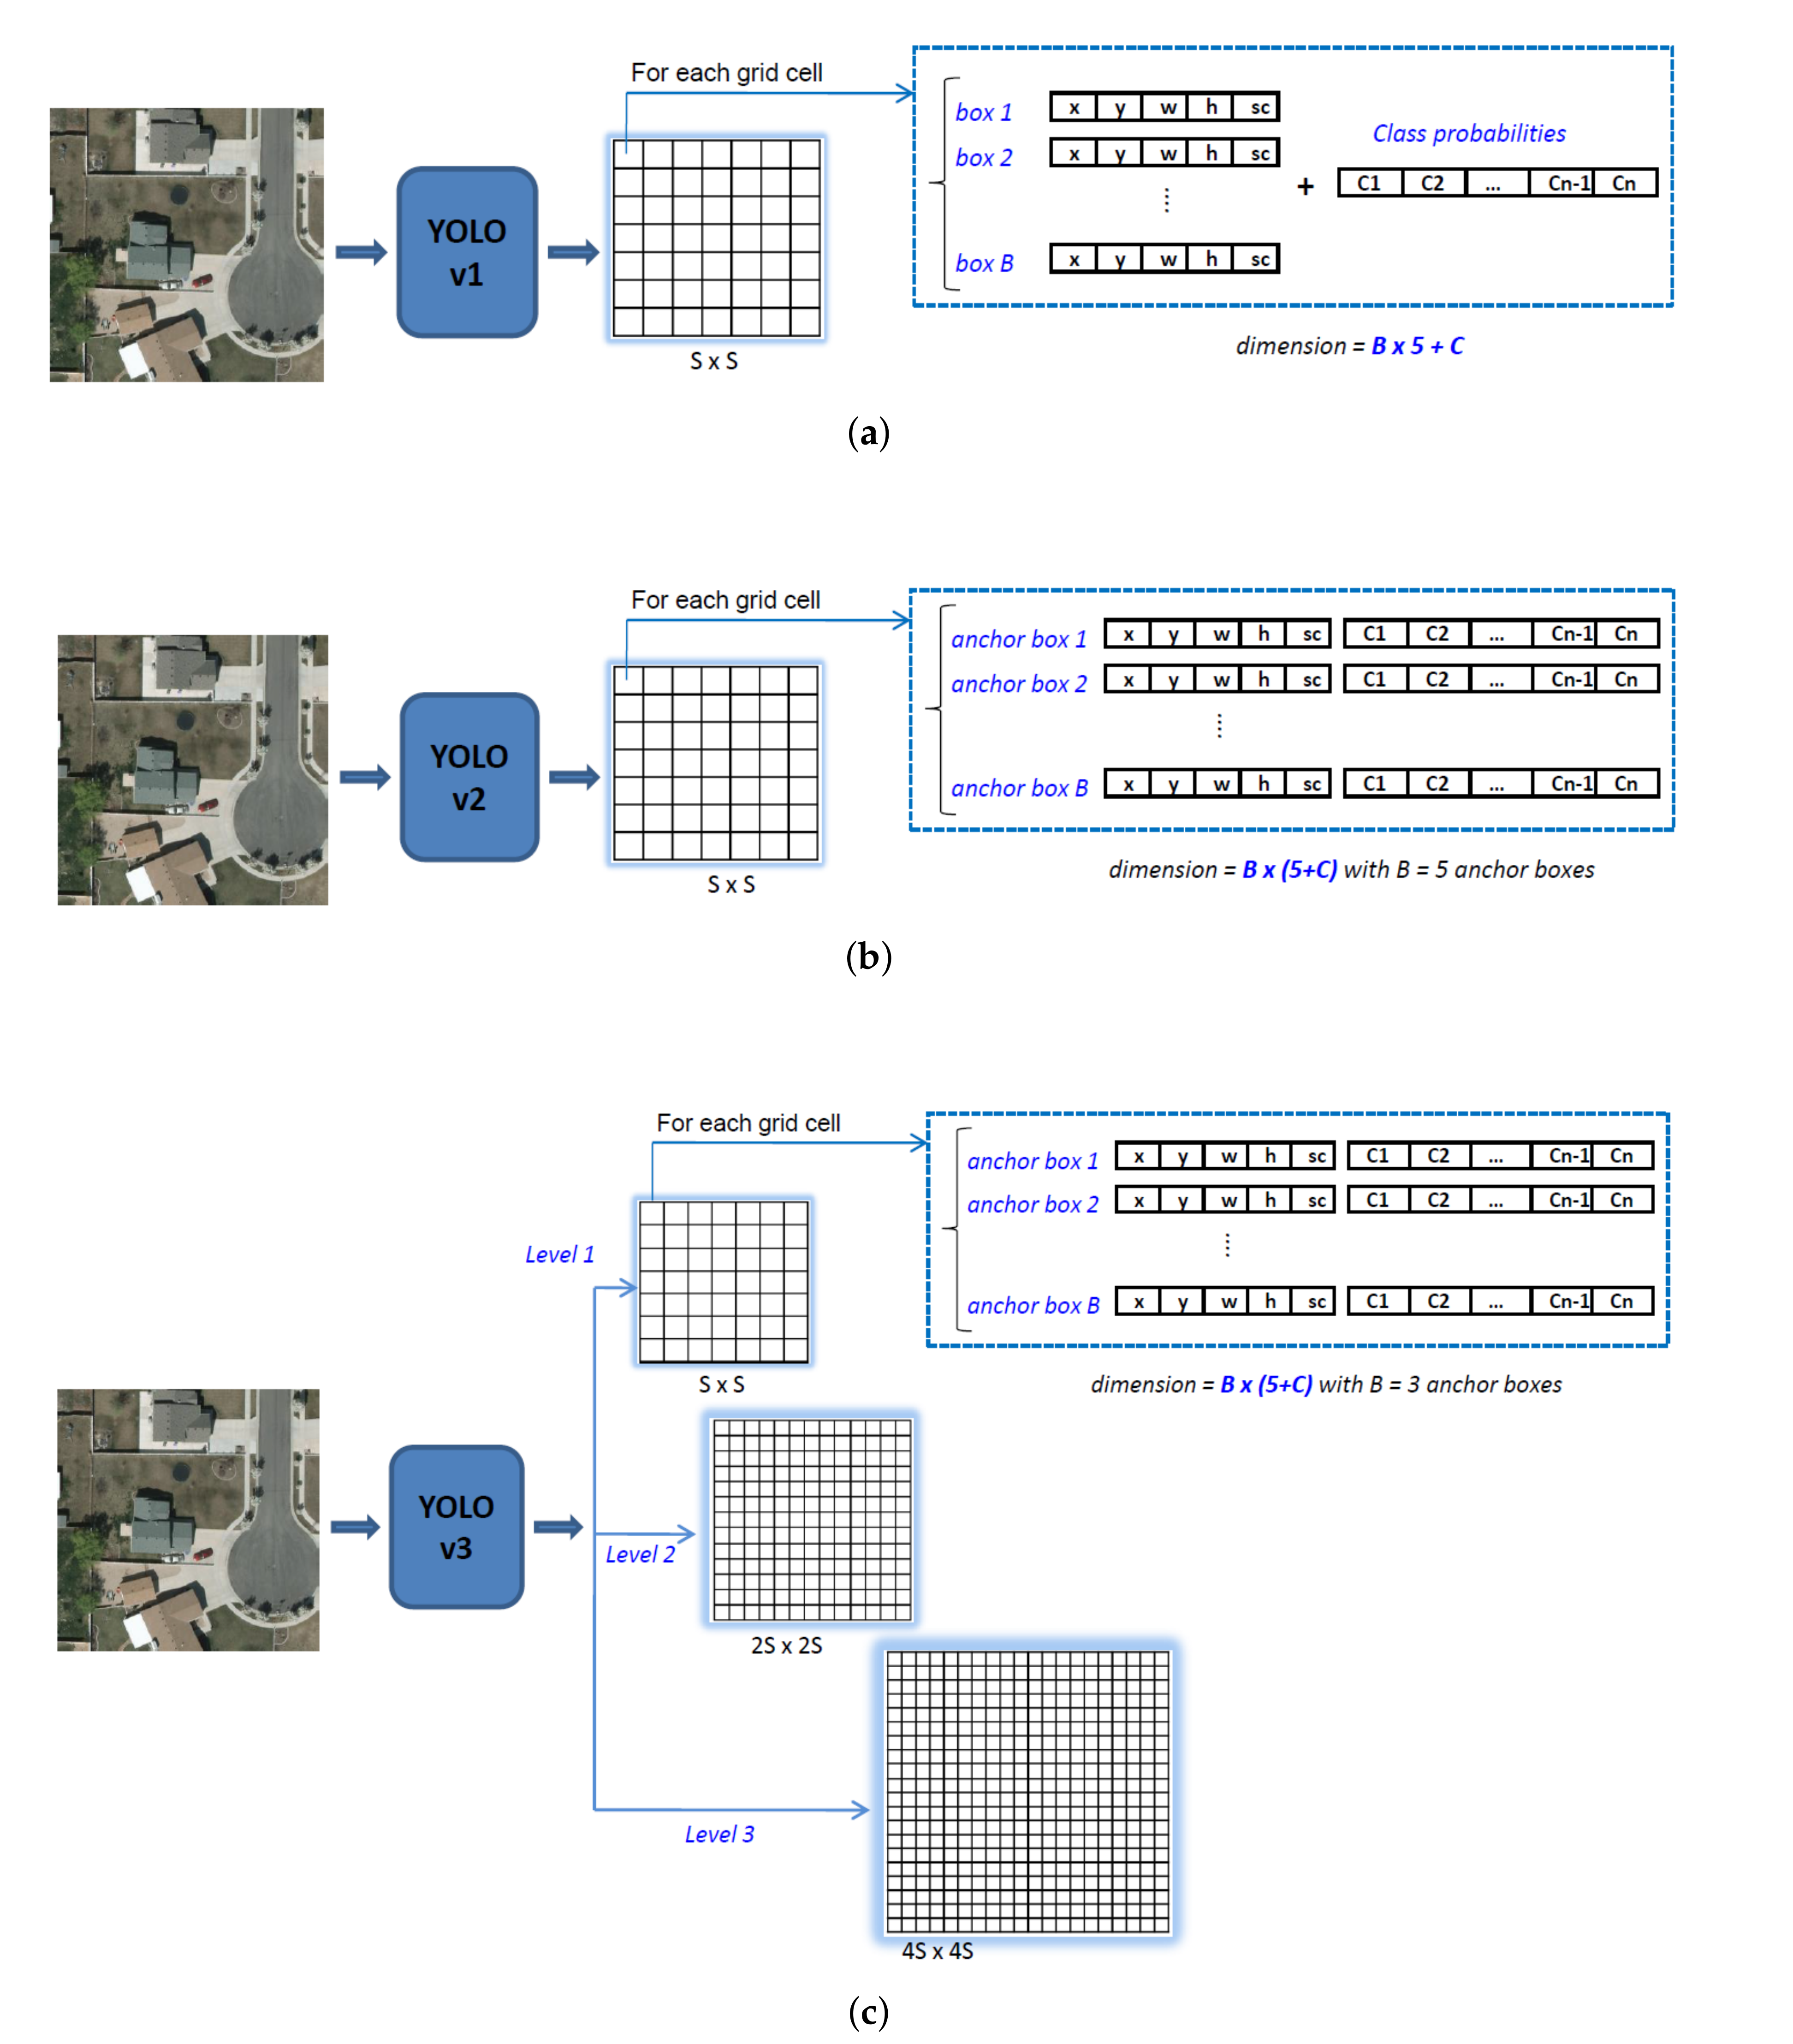 For each grid cell
box 1 x y w h sc
box 2 x y w h sc
⋮
box B x y w h sc
+
Class probabilities
C1 C2 ... Cn-1 Cn
YOLO
v1
S x S
dimension = B x 5 + C
(a)
For each grid cell
anchor box 1 x y w h sc C1 C2 ... Cn-1 Cn
anchor box 2 x y w h sc C1 C2 ... Cn-1 Cn
⋮
anchor box B x y w h sc C1 C2 ... Cn-1 Cn
YOLO
v2
S x S
dimension = B x (5+C) with B = 5 anchor boxes
(b)
For each grid cell
anchor box 1 x y w h sc C1 C2 ... Cn-1 Cn
anchor box 2 x y w h sc C1 C2 ... Cn-1 Cn
⋮
anchor box B x y w h sc C1 C2 ... Cn-1 Cn
Level 1
S x S
dimension = B x (5+C) with B = 3 anchor boxes
YOLO
v3
Level 2
2S x 2S
Level 3
4S x 4S
(c)